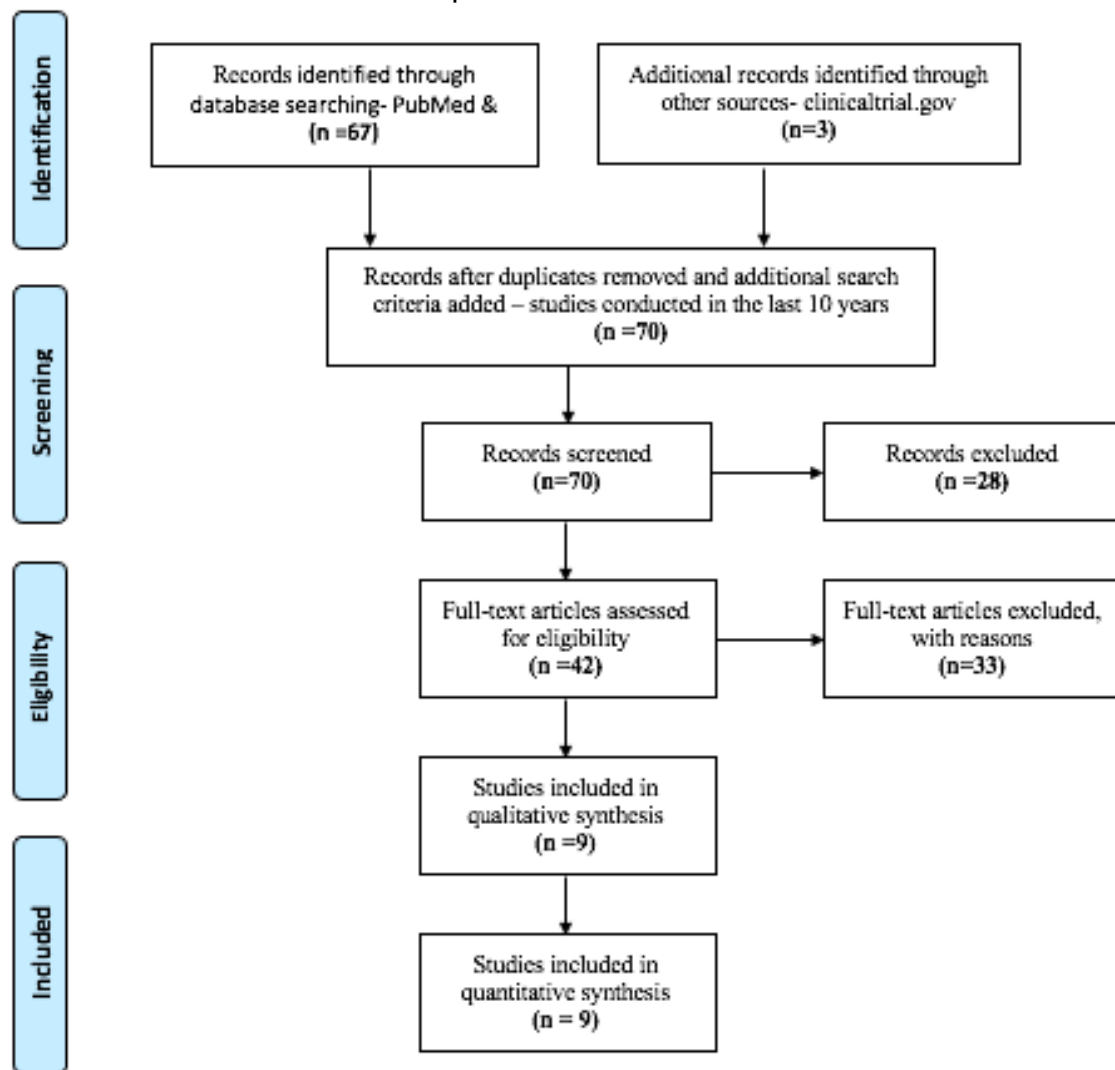 Identification
Records identified through
database searching- PubMed &
(n =67)
Additional records identified through
other sources- clinicaltrial.gov
(n=3)
Records after duplicates removed and additional search
criteria added – studies conducted in the last 10 years
(n =70)
Screening
Records screened
(n=70)
Records excluded
(n =28)
Eligibility
Full-text articles assessed
for eligibility
(n =42)
Full-text articles excluded,
with reasons
(n=33)
Studies included in
qualitative synthesis
(n =9)
Included
Studies included in
quantitative synthesis
(n = 9)